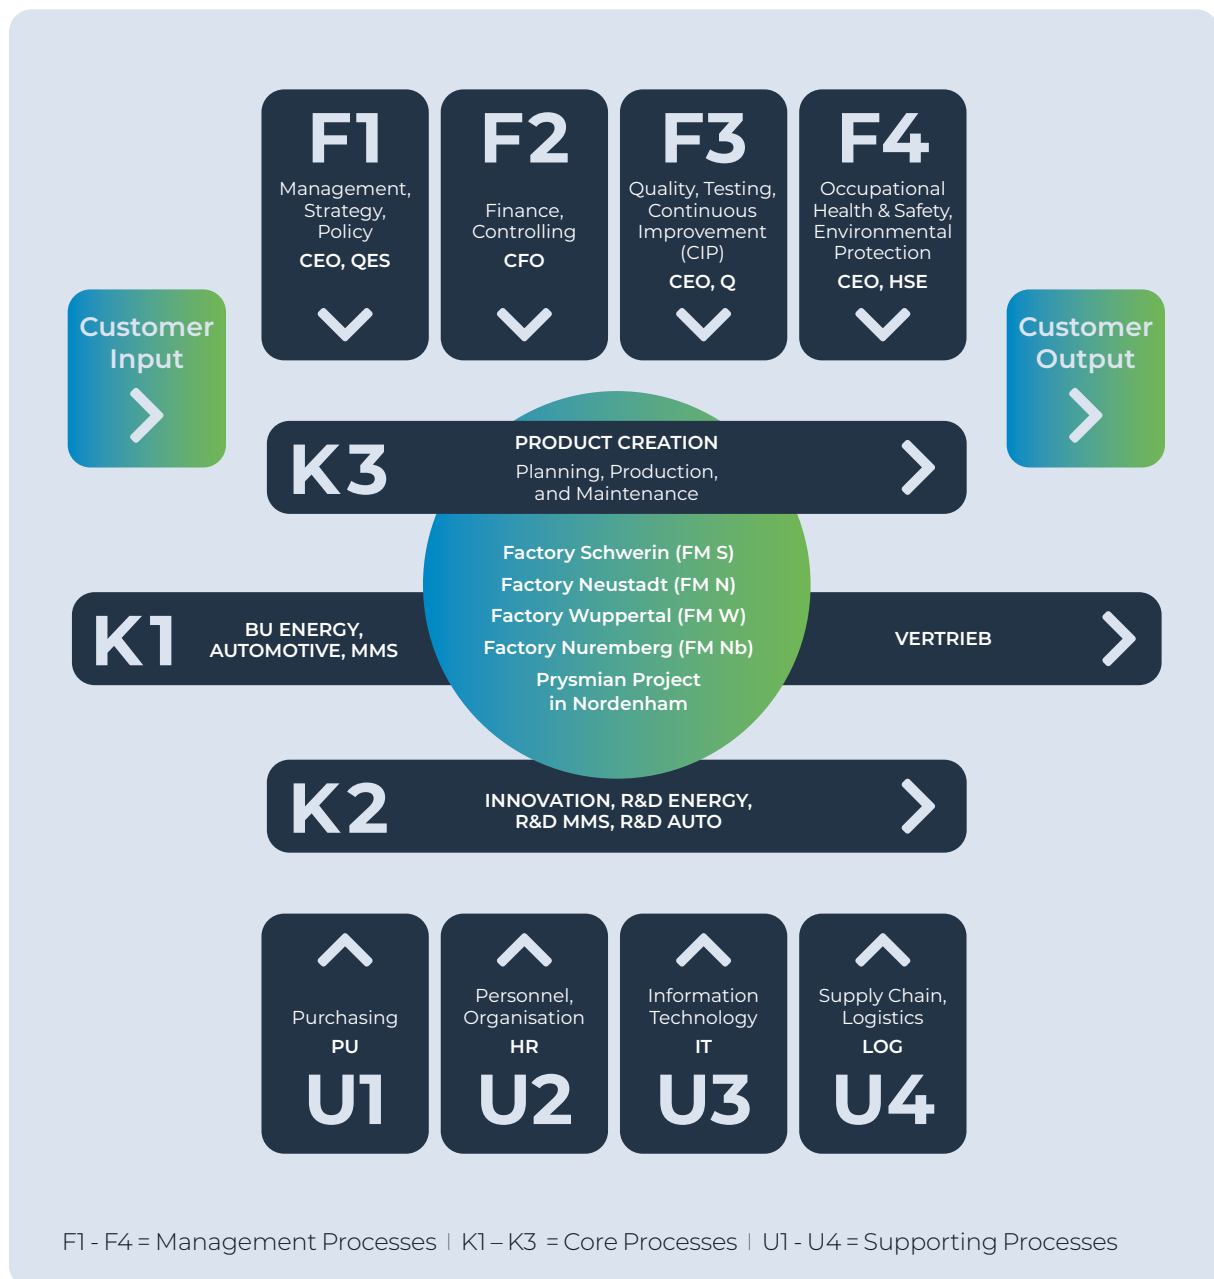 F1
Management,
Strategy,
Policy
CEO, QES
F2
Finance,
Controlling
CFO
F3
Quality, Testing,
Continuous
Improvement
(CIP)
CEO, Q
F4
Occupational
Health & Safety,
Environmental
Protection
CEO, HSE
Customer
Input
Customer
Output
K3
PRODUCT CREATION
Planning, Production,
and Maintenance
Factory Schwerin (FM S)
Factory Neustadt (FM N)
Factory Wuppertal (FM W)
Factory Nuremberg (FM Nb)
Prysmian Project
in Nordenham
K1
BU ENERGY,
AUTOMOTIVE, MMS
VERTRIEB
K2
INNOVATION, R&D ENERGY,
R&D MMS, R&D AUTO
Purchasing
PU
U1
Personnel,
Organisation
HR
U2
Information
Technology
IT
U3
Supply Chain,
Logistics
LOG
U4
F1 - F4 = Management Processes | K1 – K3 = Core Processes | U1 - U4 = Supporting Processes